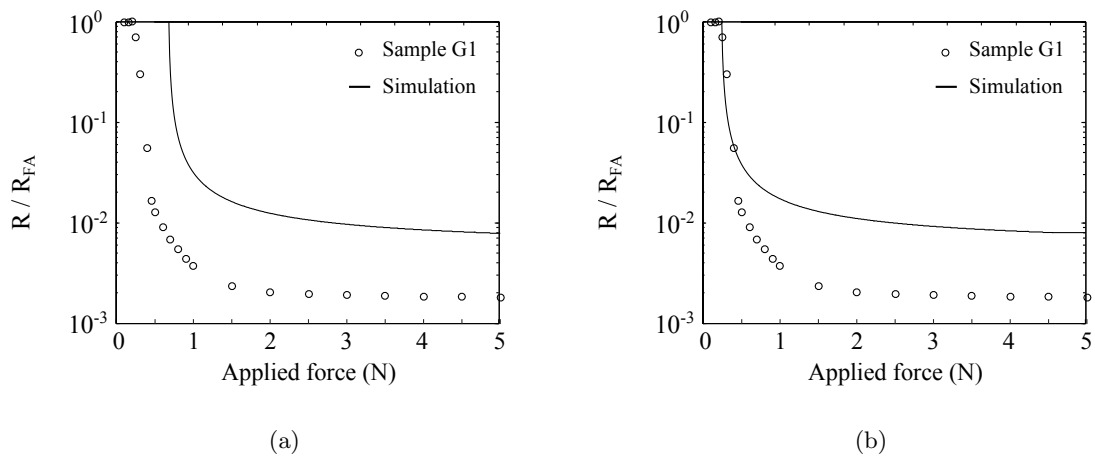 R / R_FA
10^0
10^-1
10^-2
10^-3
Sample G1
Simulation
0 1 2 3 4 5
Applied force (N)
(a)
R / R_FA
10^0
10^-1
10^-2
10^-3
Sample G1
Simulation
0 1 2 3 4 5
Applied force (N)
(b)